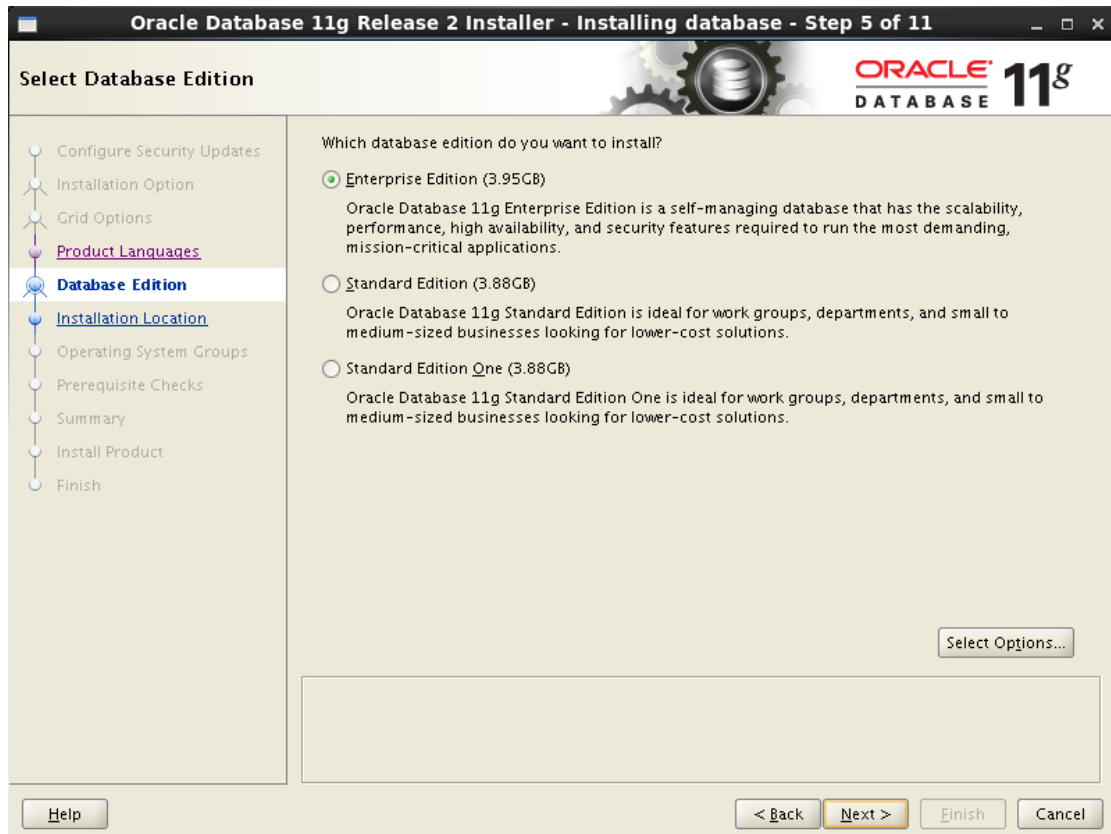 Oracle Database 11g Release 2 Installer - Installing database - Step 5 of 11
Select Database Edition
ORACLE
DATABASE
11g
Configure Security Updates
Installation Option
Grid Options
Product Languages
Database Edition
Installation Location
Operating System Groups
Prerequisite Checks
Summary
Install Product
Finish
Which database edition do you want to install?
Enterprise Edition (3.95GB)
Oracle Database 11g Enterprise Edition is a self-managing database that has the scalability,
performance, high availability, and security features required to run the most demanding,
mission-critical applications.
Standard Edition (3.88GB)
Oracle Database 11g Standard Edition is ideal for work groups, departments, and small to
medium-sized businesses looking for lower-cost solutions.
Standard Edition One (3.88GB)
Oracle Database 11g Standard Edition One is ideal for work groups, departments, and small to
medium-sized businesses looking for lower-cost solutions.
Select Options...
Help
< Back
Next >
Finish
Cancel